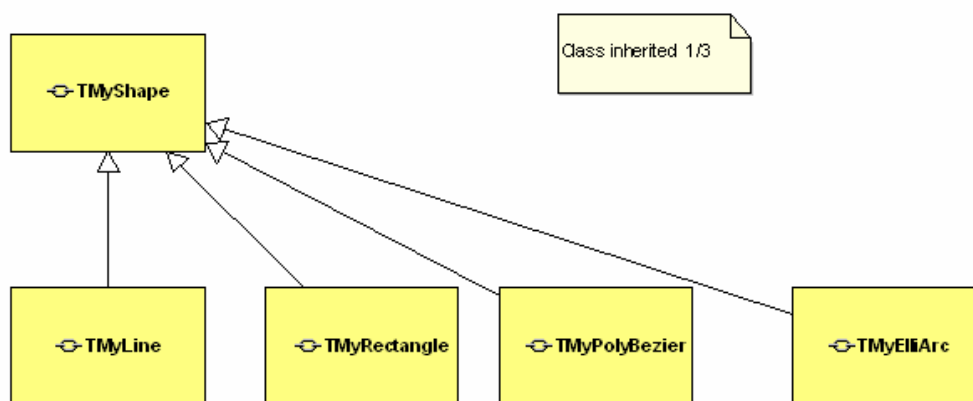 Class inherited 1/3
TMyShape
TMyLine
TMyRectangle
TMyPolyBezier
TMyElliArc